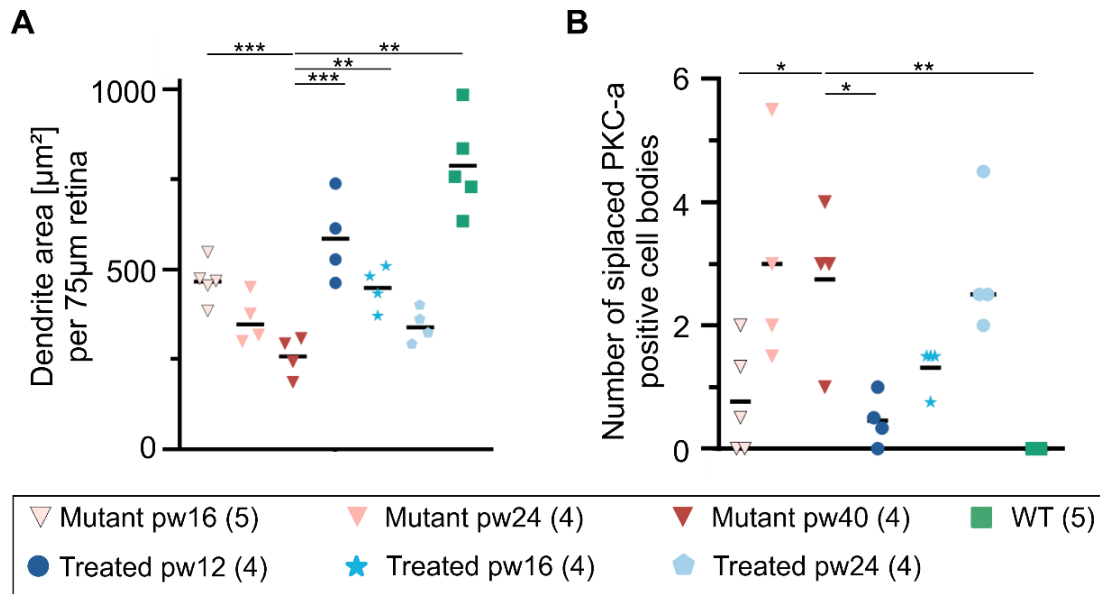 A
B
***
**
**
***
*
**
*
Dendrite area [µm²]
per 75µm retina
1000
500
0
Number of siplaced PKC-a
positive cell bodies
6
4
2
0
Mutant pw16 (5)
Mutant pw24 (4)
Mutant pw40 (4)
WT (5)
Treated pw12 (4)
Treated pw16 (4)
Treated pw24 (4)